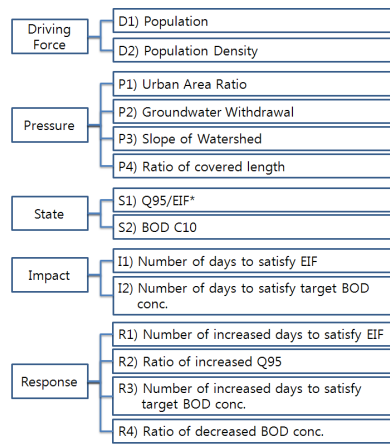 Driving
Force
D1) Population
D2) Population Density
Pressure
P1) Urban Area Ratio
P2) Groundwater Withdrawal
P3) Slope of Watershed
P4) Ratio of covered length
State
S1) Q95/EIF*
S2) BOD C10
Impact
I1) Number of days to satisfy EIF
I2) Number of days to satisfy target BOD
conc.
Response
R1) Number of increased days to satisfy EIF
R2) Ratio of increased Q95
R3) Number of increased days to satisfy
target BOD conc.
R4) Ratio of decreased BOD conc.